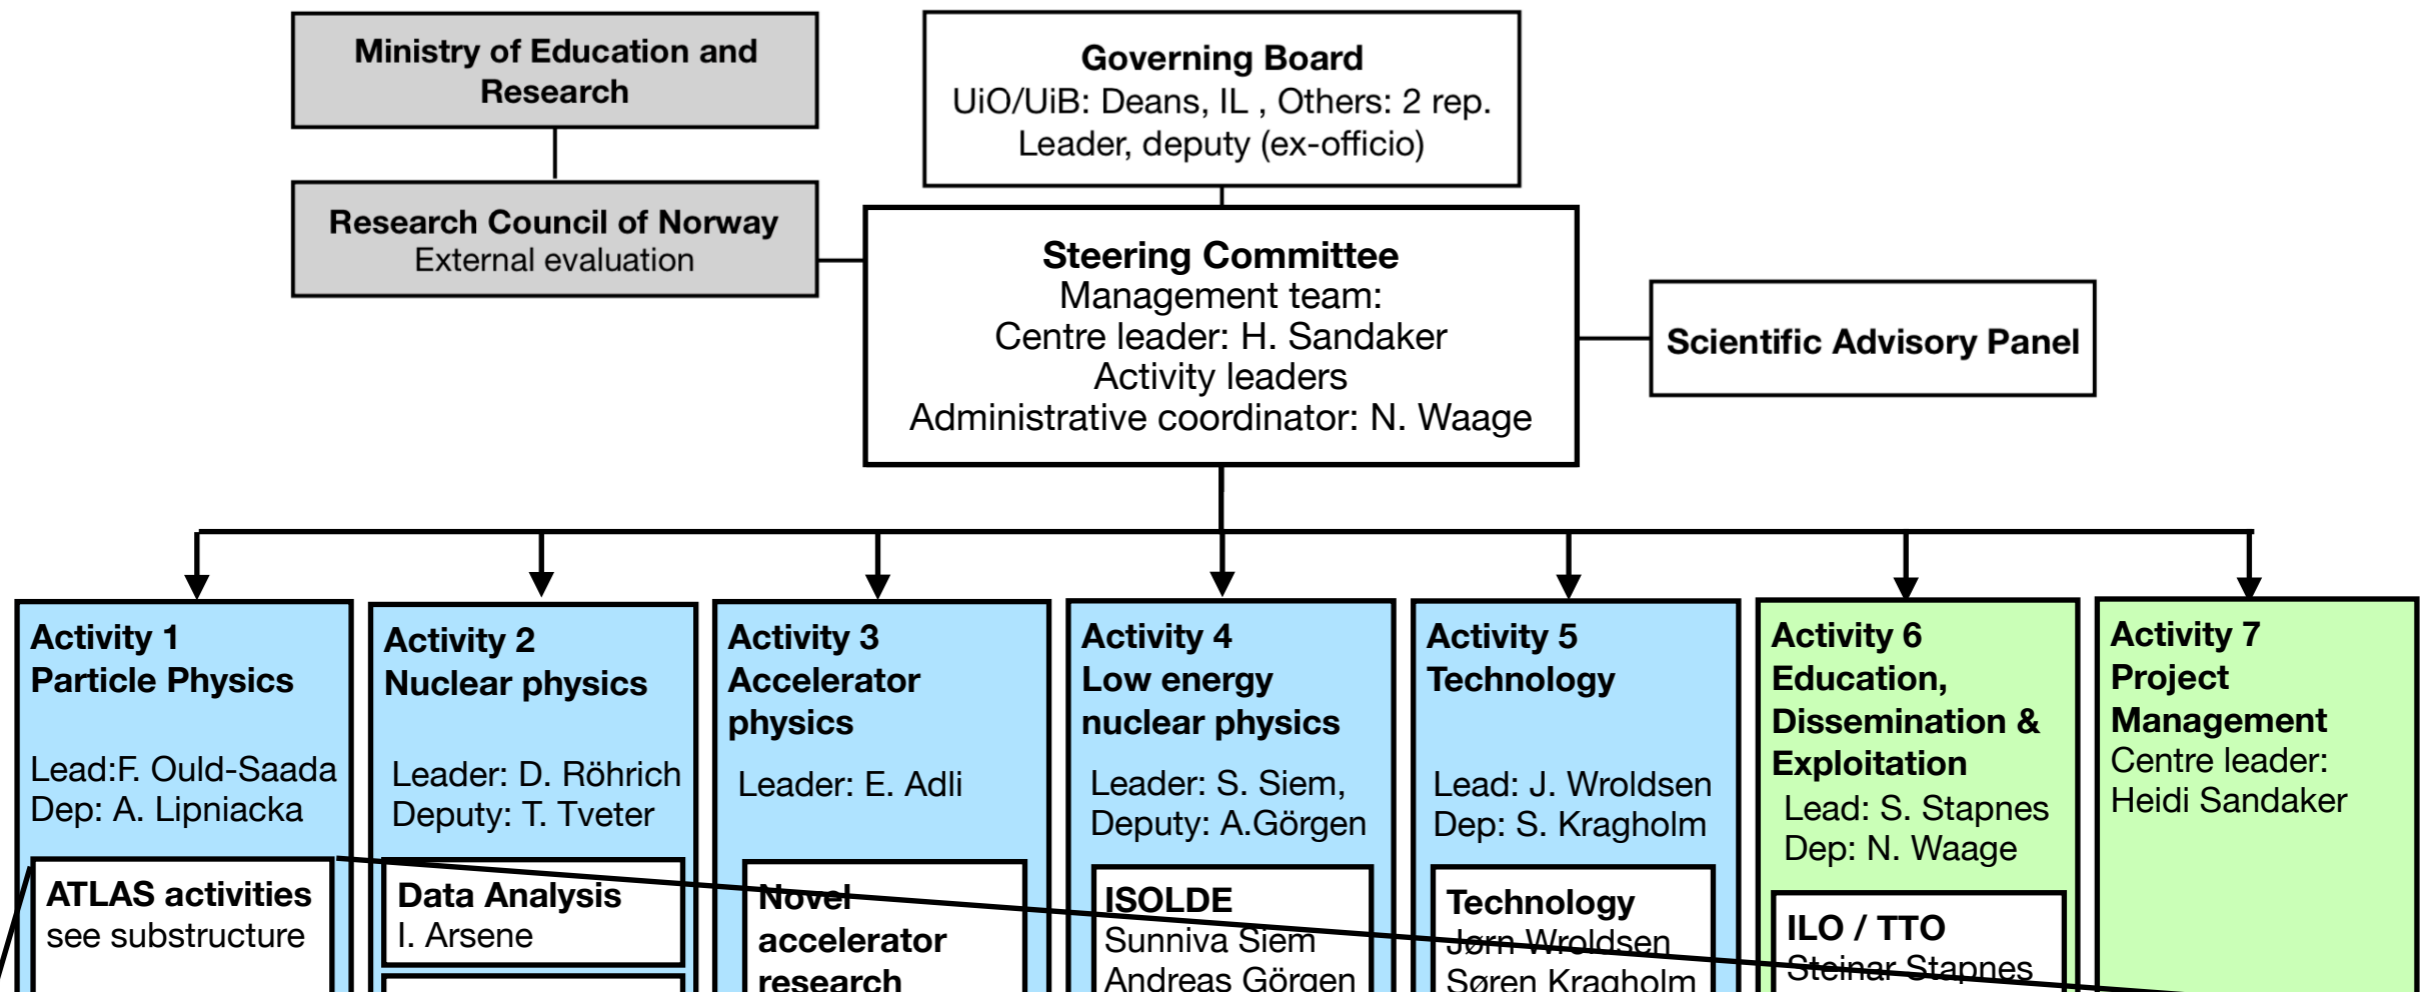 Ministry of Education and
Research
Governing Board
UiO/UiB: Deans, IL , Others: 2 rep.
Leader, deputy (ex-officio)
Research Council of Norway
External evaluation
Steering Committee
Management team:
Centre leader: H. Sandaker
Activity leaders
Administrative coordinator: N. Waage
Scientific Advisory Panel
Activity 1
Particle Physics
Lead:F. Ould-Saada
Dep: A. Lipniacka
ATLAS activities
see substructure
Activity 2
Nuclear physics
Leader: D. Röhrich
Deputy: T. Tveter
Data Analysis
I. Arsene
Activity 3
Accelerator
physics
Leader: E. Adli
Novel
accelerator
research
Activity 4
Low energy
nuclear physics
Leader: S. Siem,
Deputy: A.Görgen
ISOLDE
Sunniva Siem
Andreas Görgen
Activity 5
Technology
Lead: J. Wroldsen
Dep: S. Kragholm
Technology
Jørn Wroldsen
Søren Kragholm
Activity 6
Education,
Dissemination &
Exploitation
Lead: S. Stapnes
Dep: N. Waage
ILO / TTO
Steinar Stapnes
Activity 7
Project
Management
Centre leader:
Heidi Sandaker